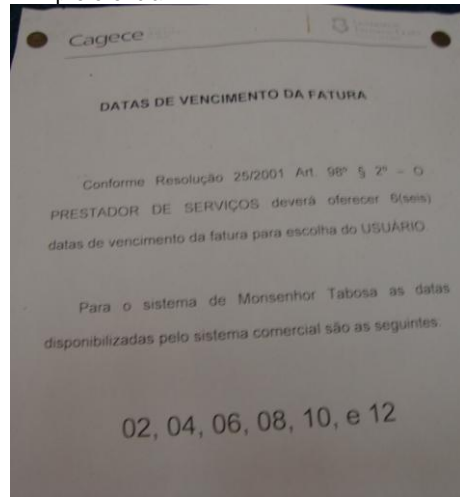 Cagece
DATAS DE VENCIMENTO DA FATURA
Conforme Resolução 25/2001 Art. 98º § 2º – O
PRESTADOR DE SERVIÇOS deverá oferecer 6(seis)
datas de vencimento da fatura para escolha do USUÁRIO
Para o sistema de Monsenhor Tabosa as datas
disponibilizadas pelo sistema comercial são as seguintes:
02, 04, 06, 08, 10, e 12